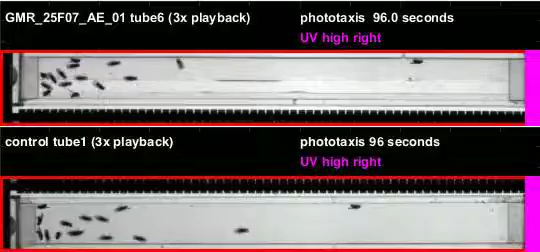 GMR_25F07_AE_01 tube6 (3x playback)
phototaxis 96.0 seconds
UV high right
control tube1 (3x playback)
phototaxis 96 seconds
UV high right